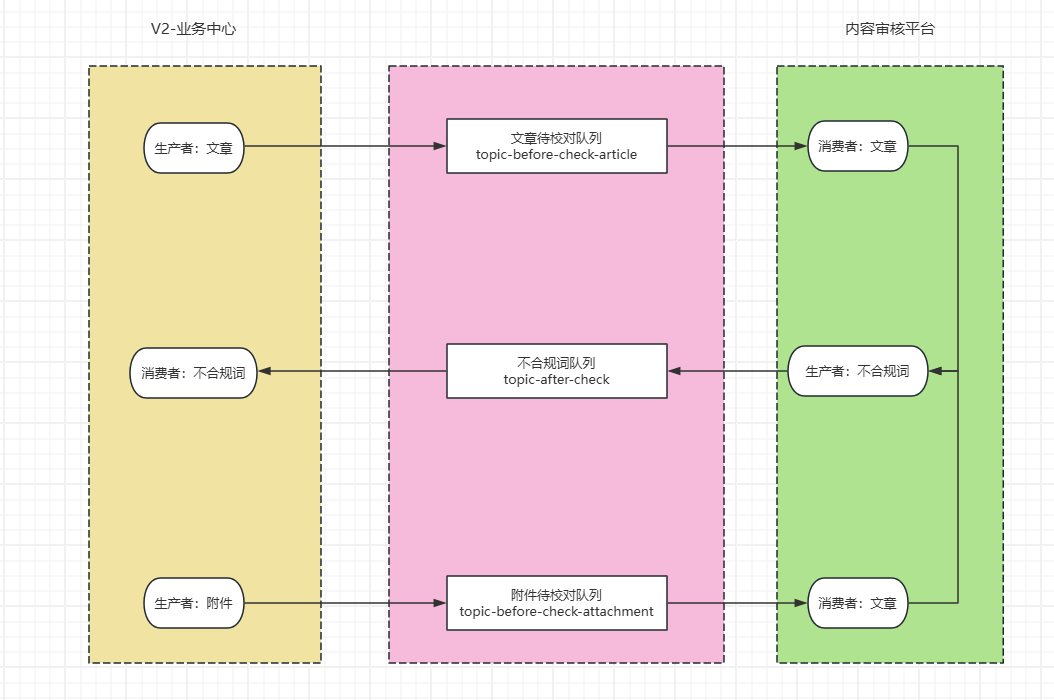 V2-业务中心
内容审核平台
生产者：文章
文章待校对队列
topic-before-check-article
消费者：文章
消费者：不合规词
不合规词队列
topic-after-check
生产者：不合规词
生产者：附件
附件待校对队列
topic-before-check-attachment
消费者：文章